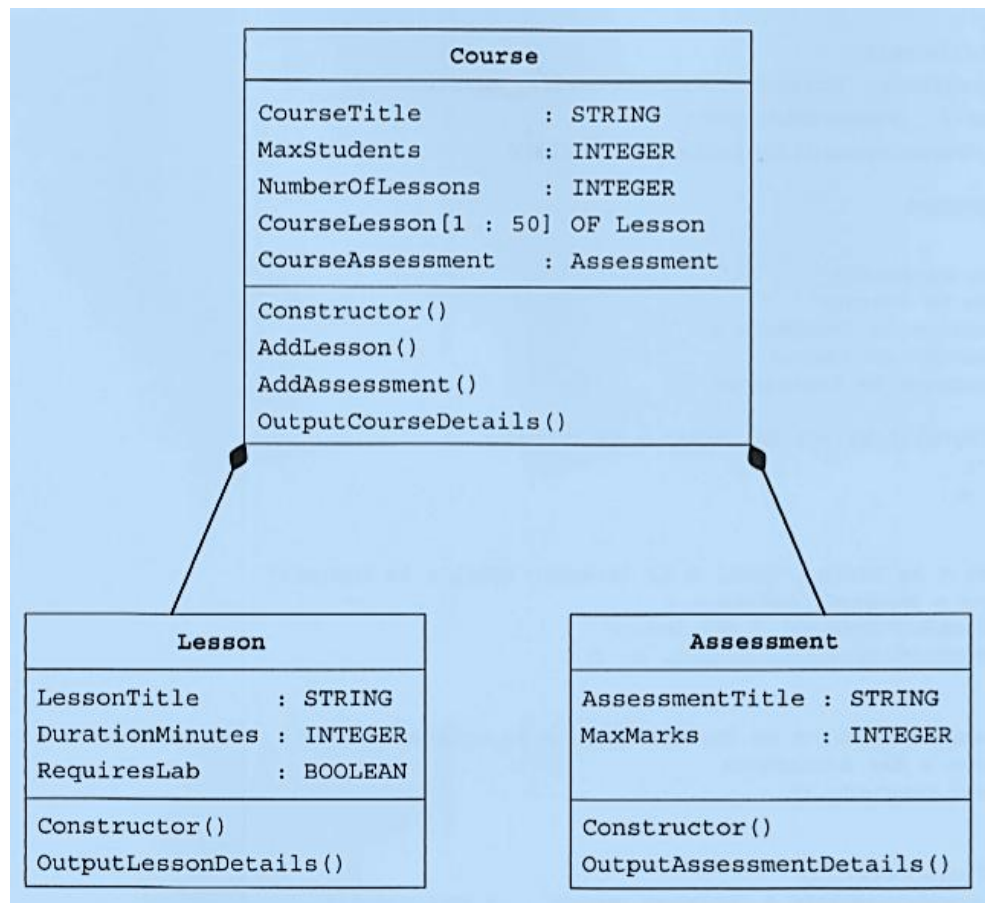 Course
CourseTitle : STRING
MaxStudents : INTEGER
NumberOfLessons : INTEGER
CourseLesson[1 : 50] OF Lesson
CourseAssessment : Assessment
Constructor()
AddLesson()
AddAssessment()
OutputCourseDetails()
Lesson
LessonTitle : STRING
DurationMinutes : INTEGER
RequiresLab : BOOLEAN
Constructor()
OutputLessonDetails()
Assessment
AssessmentTitle : STRING
MaxMarks : INTEGER
Constructor()
OutputAssessmentDetails()